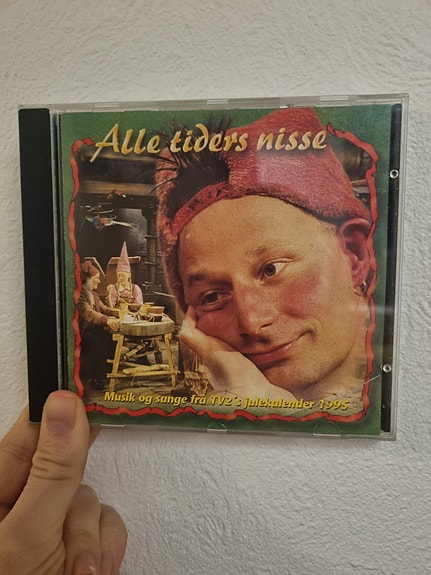 Alle tiders nisse
Musik og sange fra TV2's julekalender 1995